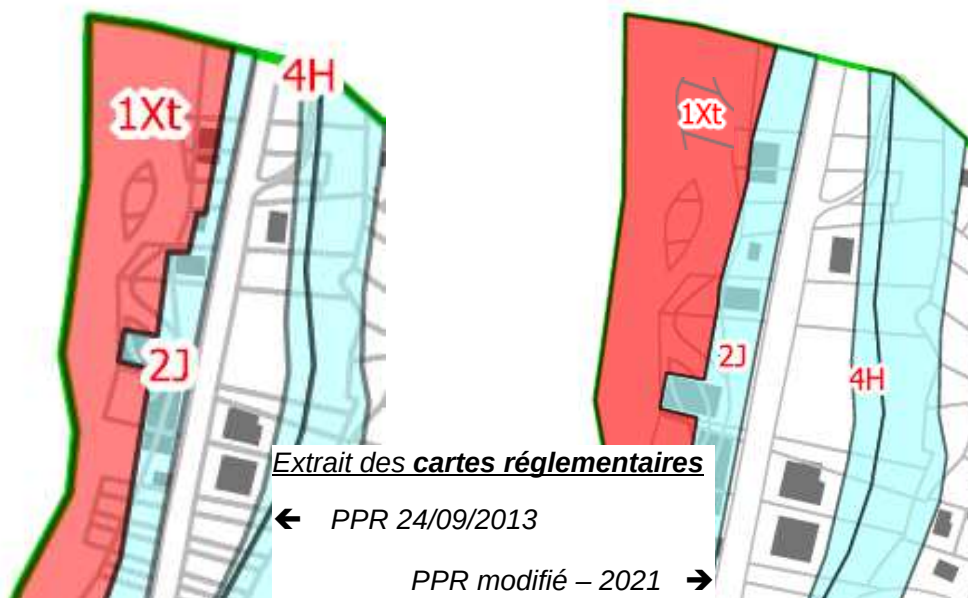 4H
1Xt
2J
1Xt
2J
4H
Extrait des cartes réglementaires
← PPR 24/09/2013
PPR modifié – 2021 →